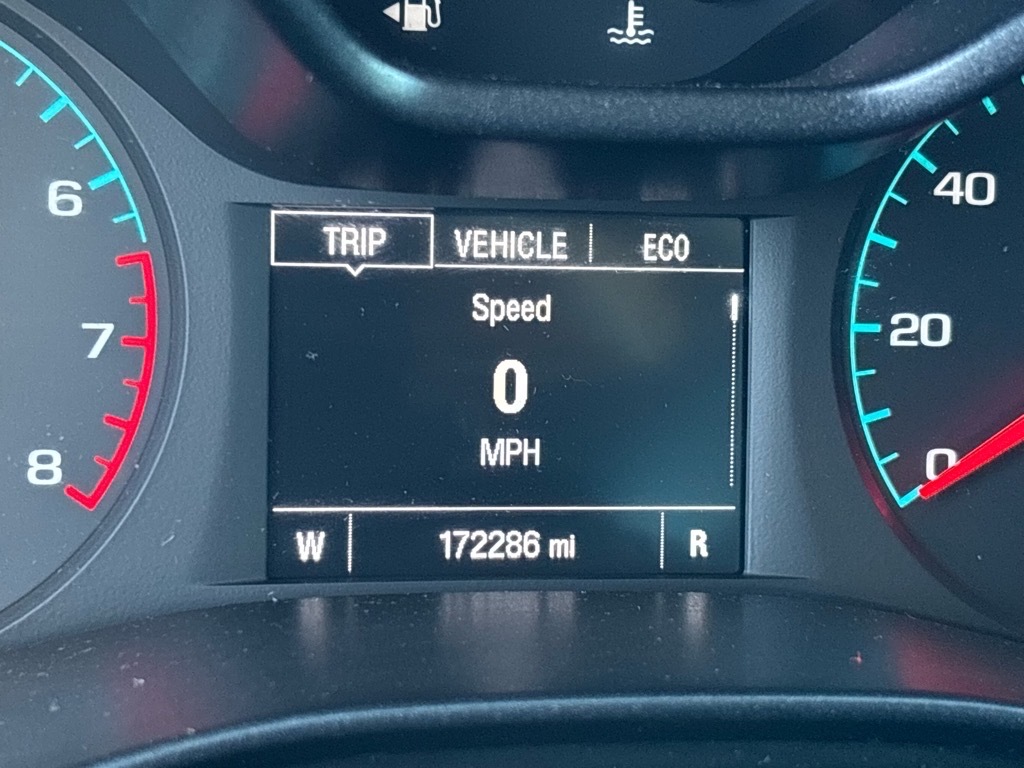 TRIP VEHICLE ECO
Speed
0
MPH
W 172286 mi R
6
7
8
40
20
0